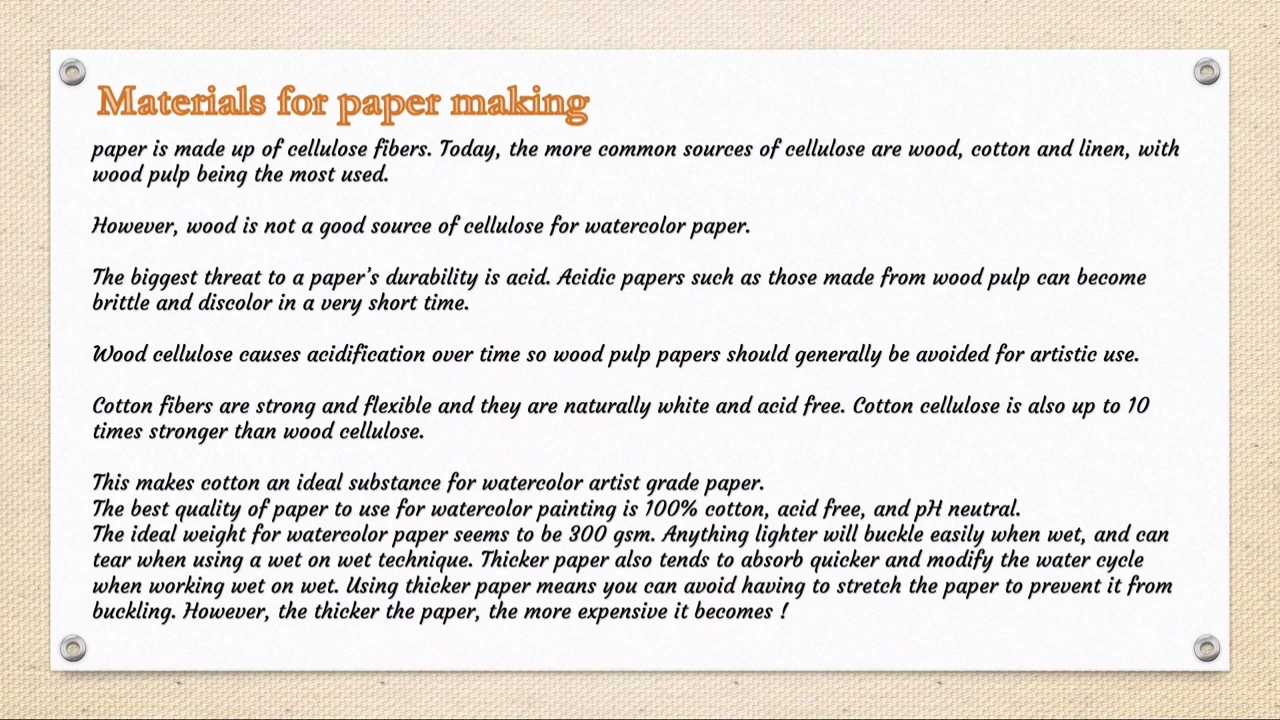 Materials for paper making
paper is made up of cellulose fibers. Today, the more common sources of cellulose are wood, cotton and linen, with
wood pulp being the most used.
However, wood is not a good source of cellulose for watercolor paper.
The biggest threat to a paper's durability is acid. Acidic papers such as those made from wood pulp can become
brittle and discolor in a very short time.
Wood cellulose causes acidification over time so wood pulp papers should generally be avoided for artistic use.
Cotton fibers are strong and flexible and they are naturally white and acid free. Cotton cellulose is also up to 10
times stronger than wood cellulose.
This makes cotton an ideal substance for watercolor artist grade paper.
The best quality of paper to use for watercolor painting is 100% cotton, acid free, and pH neutral.
The ideal weight for watercolor paper seems to be 300 gsm. Anything lighter will buckle easily when wet, and can
tear when using a wet on wet technique. Thicker paper also tends to absorb quicker and modify the water cycle
when working wet on wet. Using thicker paper means you can avoid having to stretch the paper to prevent it from
buckling. However, the thicker the paper, the more expensive it becomes !